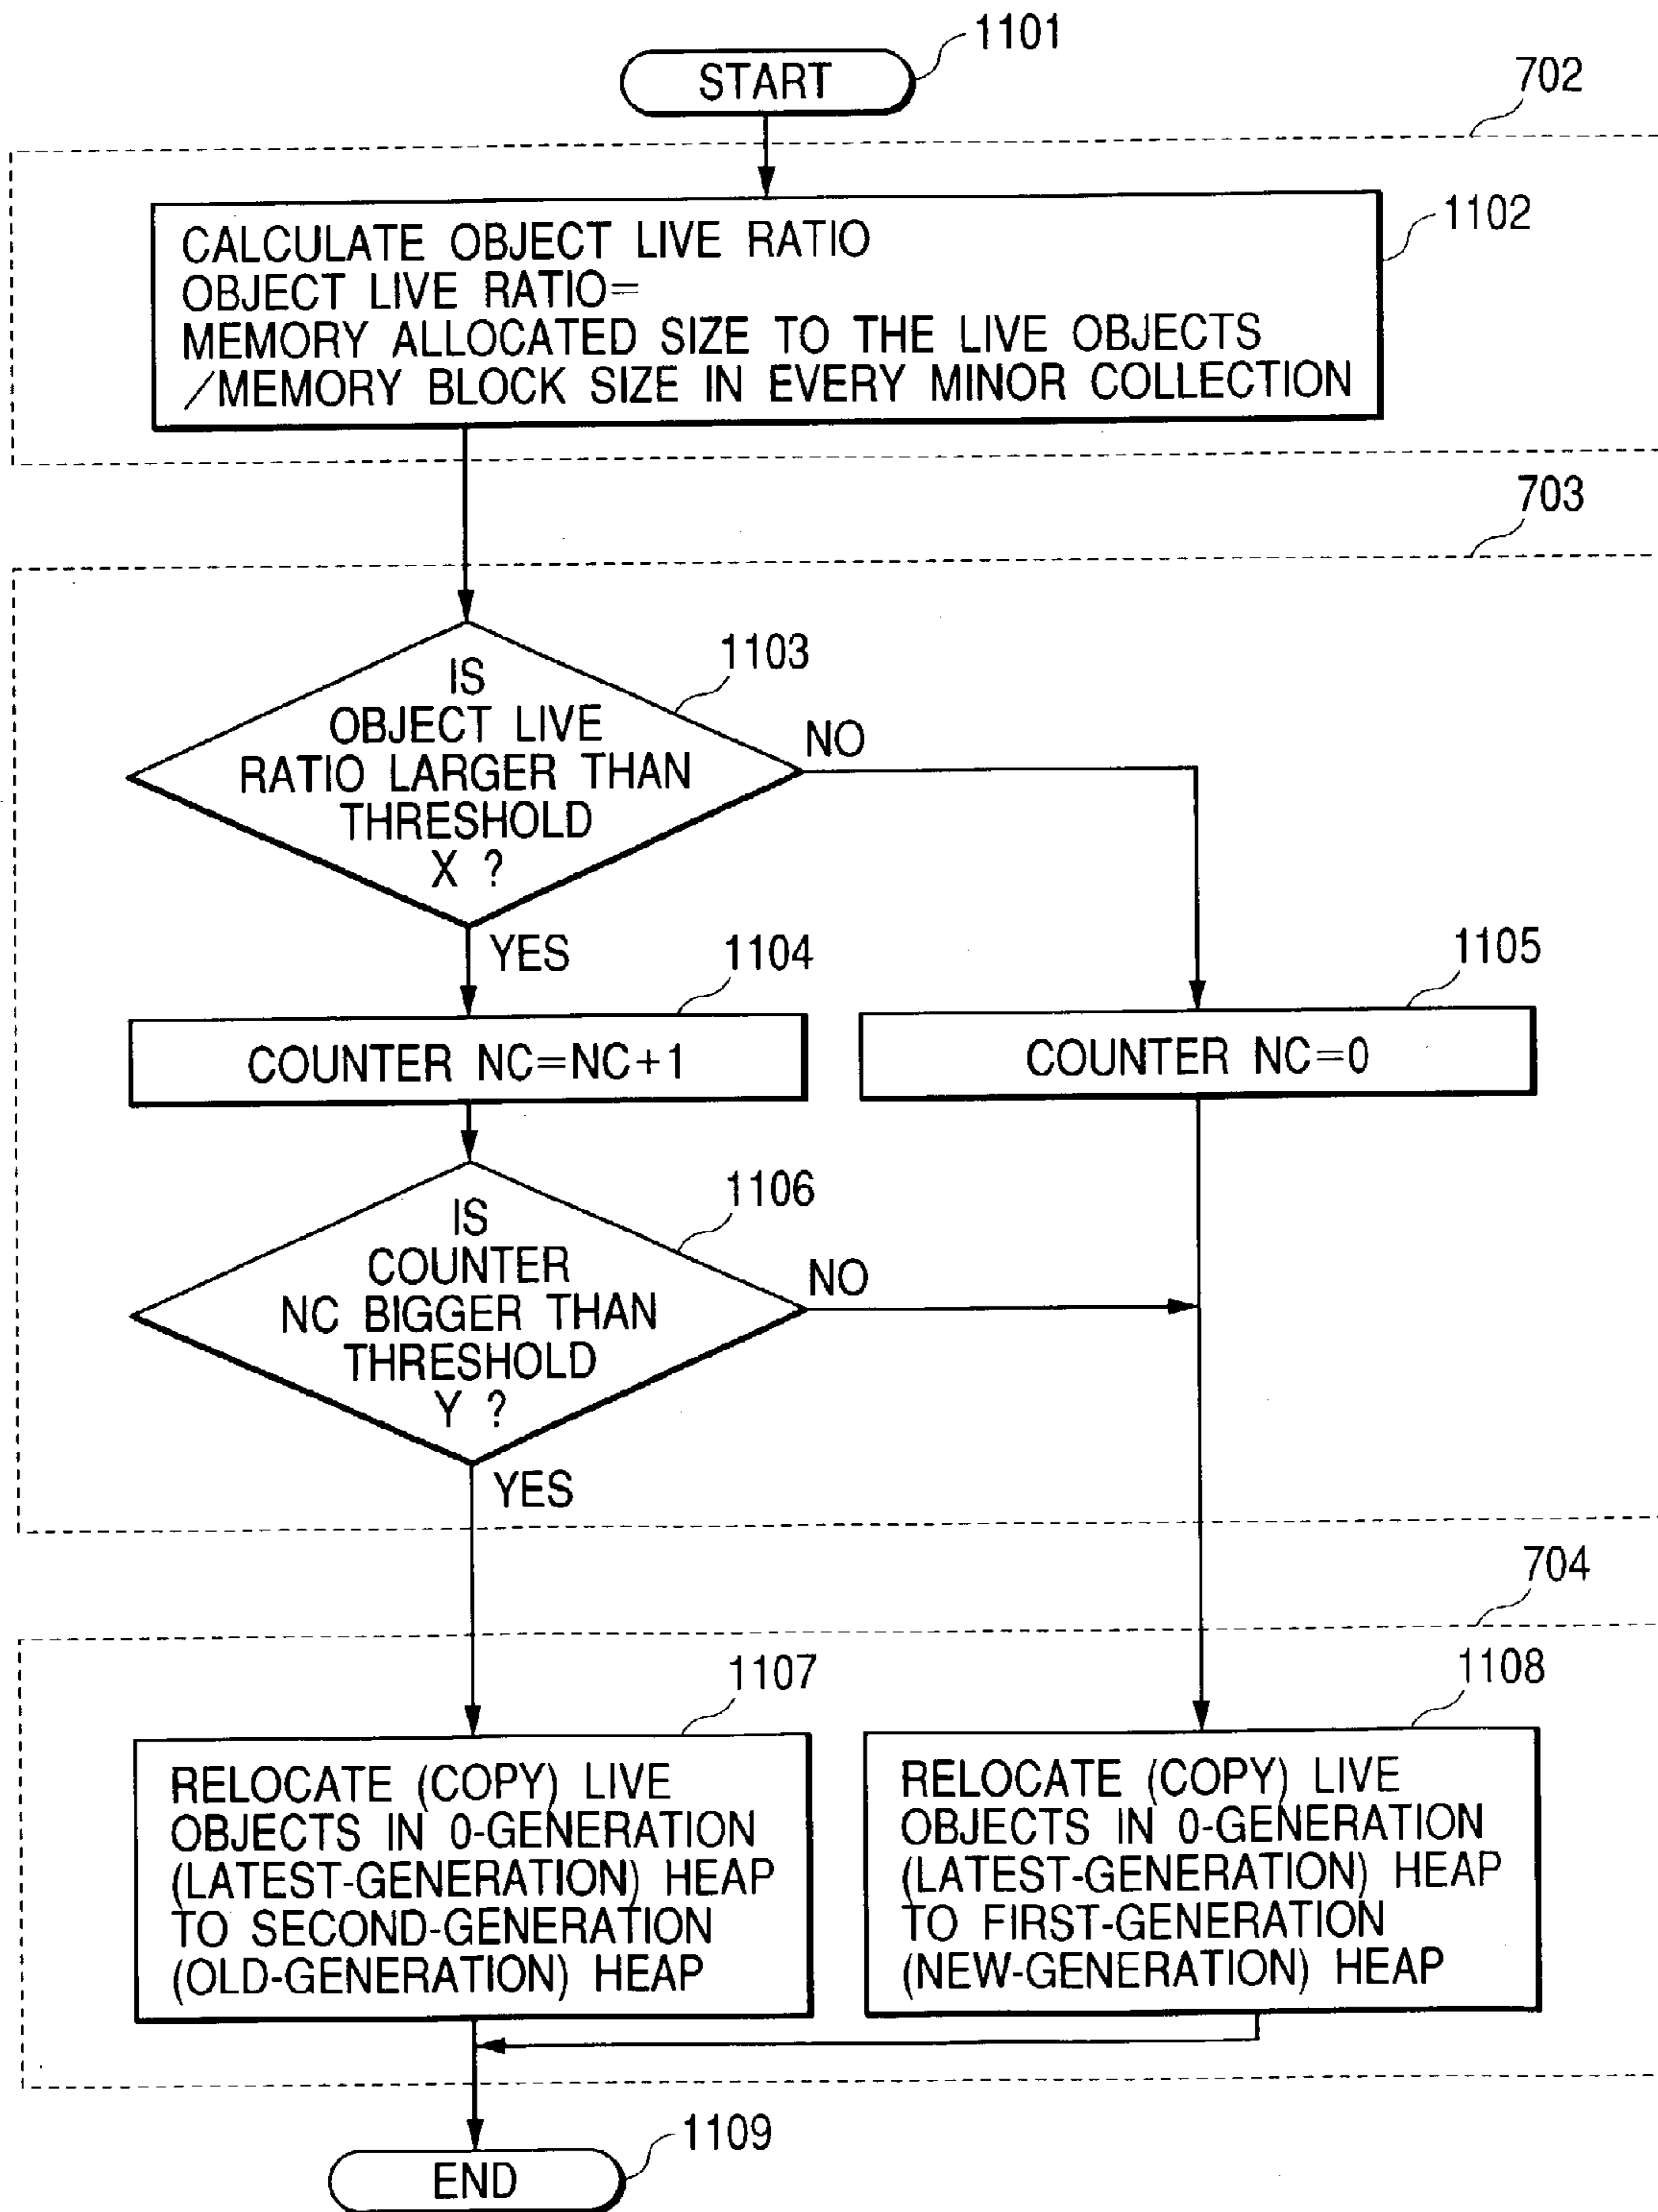 1101
START
702
1102
CALCULATE OBJECT LIVE RATIO
OBJECT LIVE RATIO=
MEMORY ALLOCATED SIZE TO THE LIVE OBJECTS
/MEMORY BLOCK SIZE IN EVERY MINOR COLLECTION
703
1103
IS
OBJECT LIVE
RATIO LARGER THAN
THRESHOLD
X ?
NO
YES
1104
COUNTER NC=NC+1
1105
COUNTER NC=0
1106
IS
COUNTER
NC BIGGER THAN
THRESHOLD
Y ?
NO
YES
704
1107
RELOCATE (COPY) LIVE
OBJECTS IN 0-GENERATION
(LATEST-GENERATION) HEAP
TO SECOND-GENERATION
(OLD-GENERATION) HEAP
1108
RELOCATE (COPY) LIVE
OBJECTS IN 0-GENERATION
(LATEST-GENERATION) HEAP
TO FIRST-GENERATION
(NEW-GENERATION) HEAP
1109
END